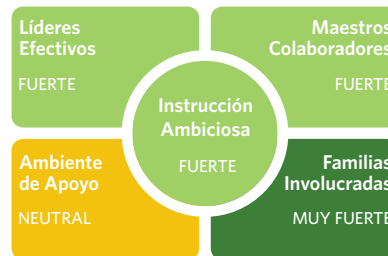 Líderes
Efectivos
FUERTE
Maestros
Colaboradores
FUERTE
Instrucción
Ambiciosa
FUERTE
Ambiente
de Apoyo
NEUTRAL
Familias
Involucradas
MUY FUERTE